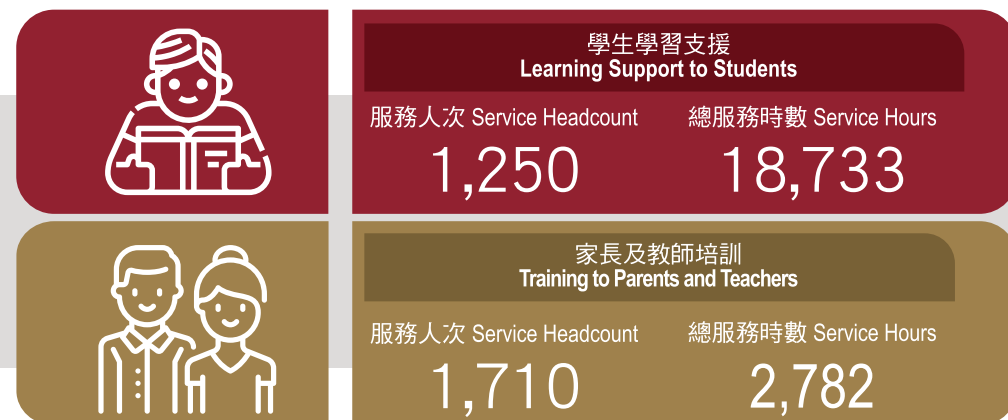 學生學習支援
Learning Support to Students
服務人次 Service Headcount
1,250
總服務時數 Service Hours
18,733
家長及教師培訓
Training to Parents and Teachers
服務人次 Service Headcount
1,710
總服務時數 Service Hours
2,782